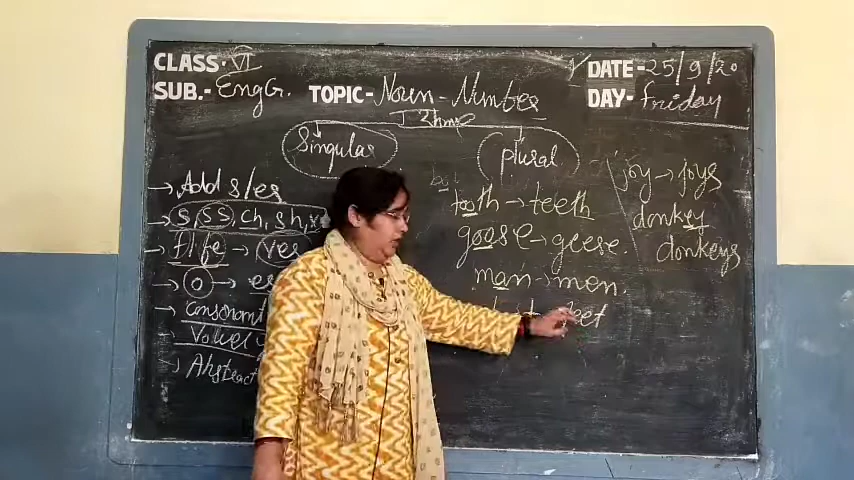 CLASS - VI
SUB. - EngG.
TOPIC - Noun - Number
DATE - 25/9/20
DAY - friday
Singular
plural
→ Add s/es
→ s, ss, ch, sh, x
→ f/fe → ves
→ o → es
→ consonant
Vowel
→ Abstract
tooth → teeth
goose → geese.
man → men.
feet
joy → joys
donkey
donkeys